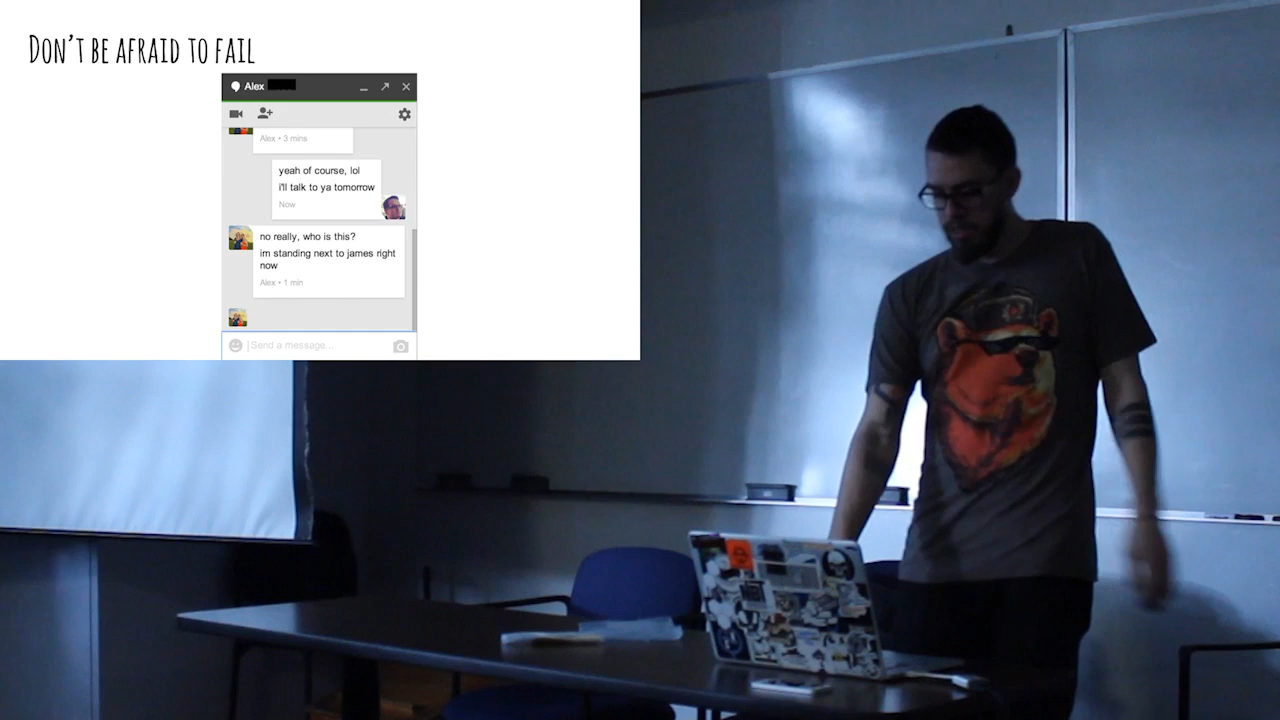 DON'T BE AFRAID TO FAIL
Alex
Alex • 3 mins
yeah of course, lol
i'll talk to ya tomorrow
Now
no really, who is this?
im standing next to james right
now
Alex • 1 min
Send a message...